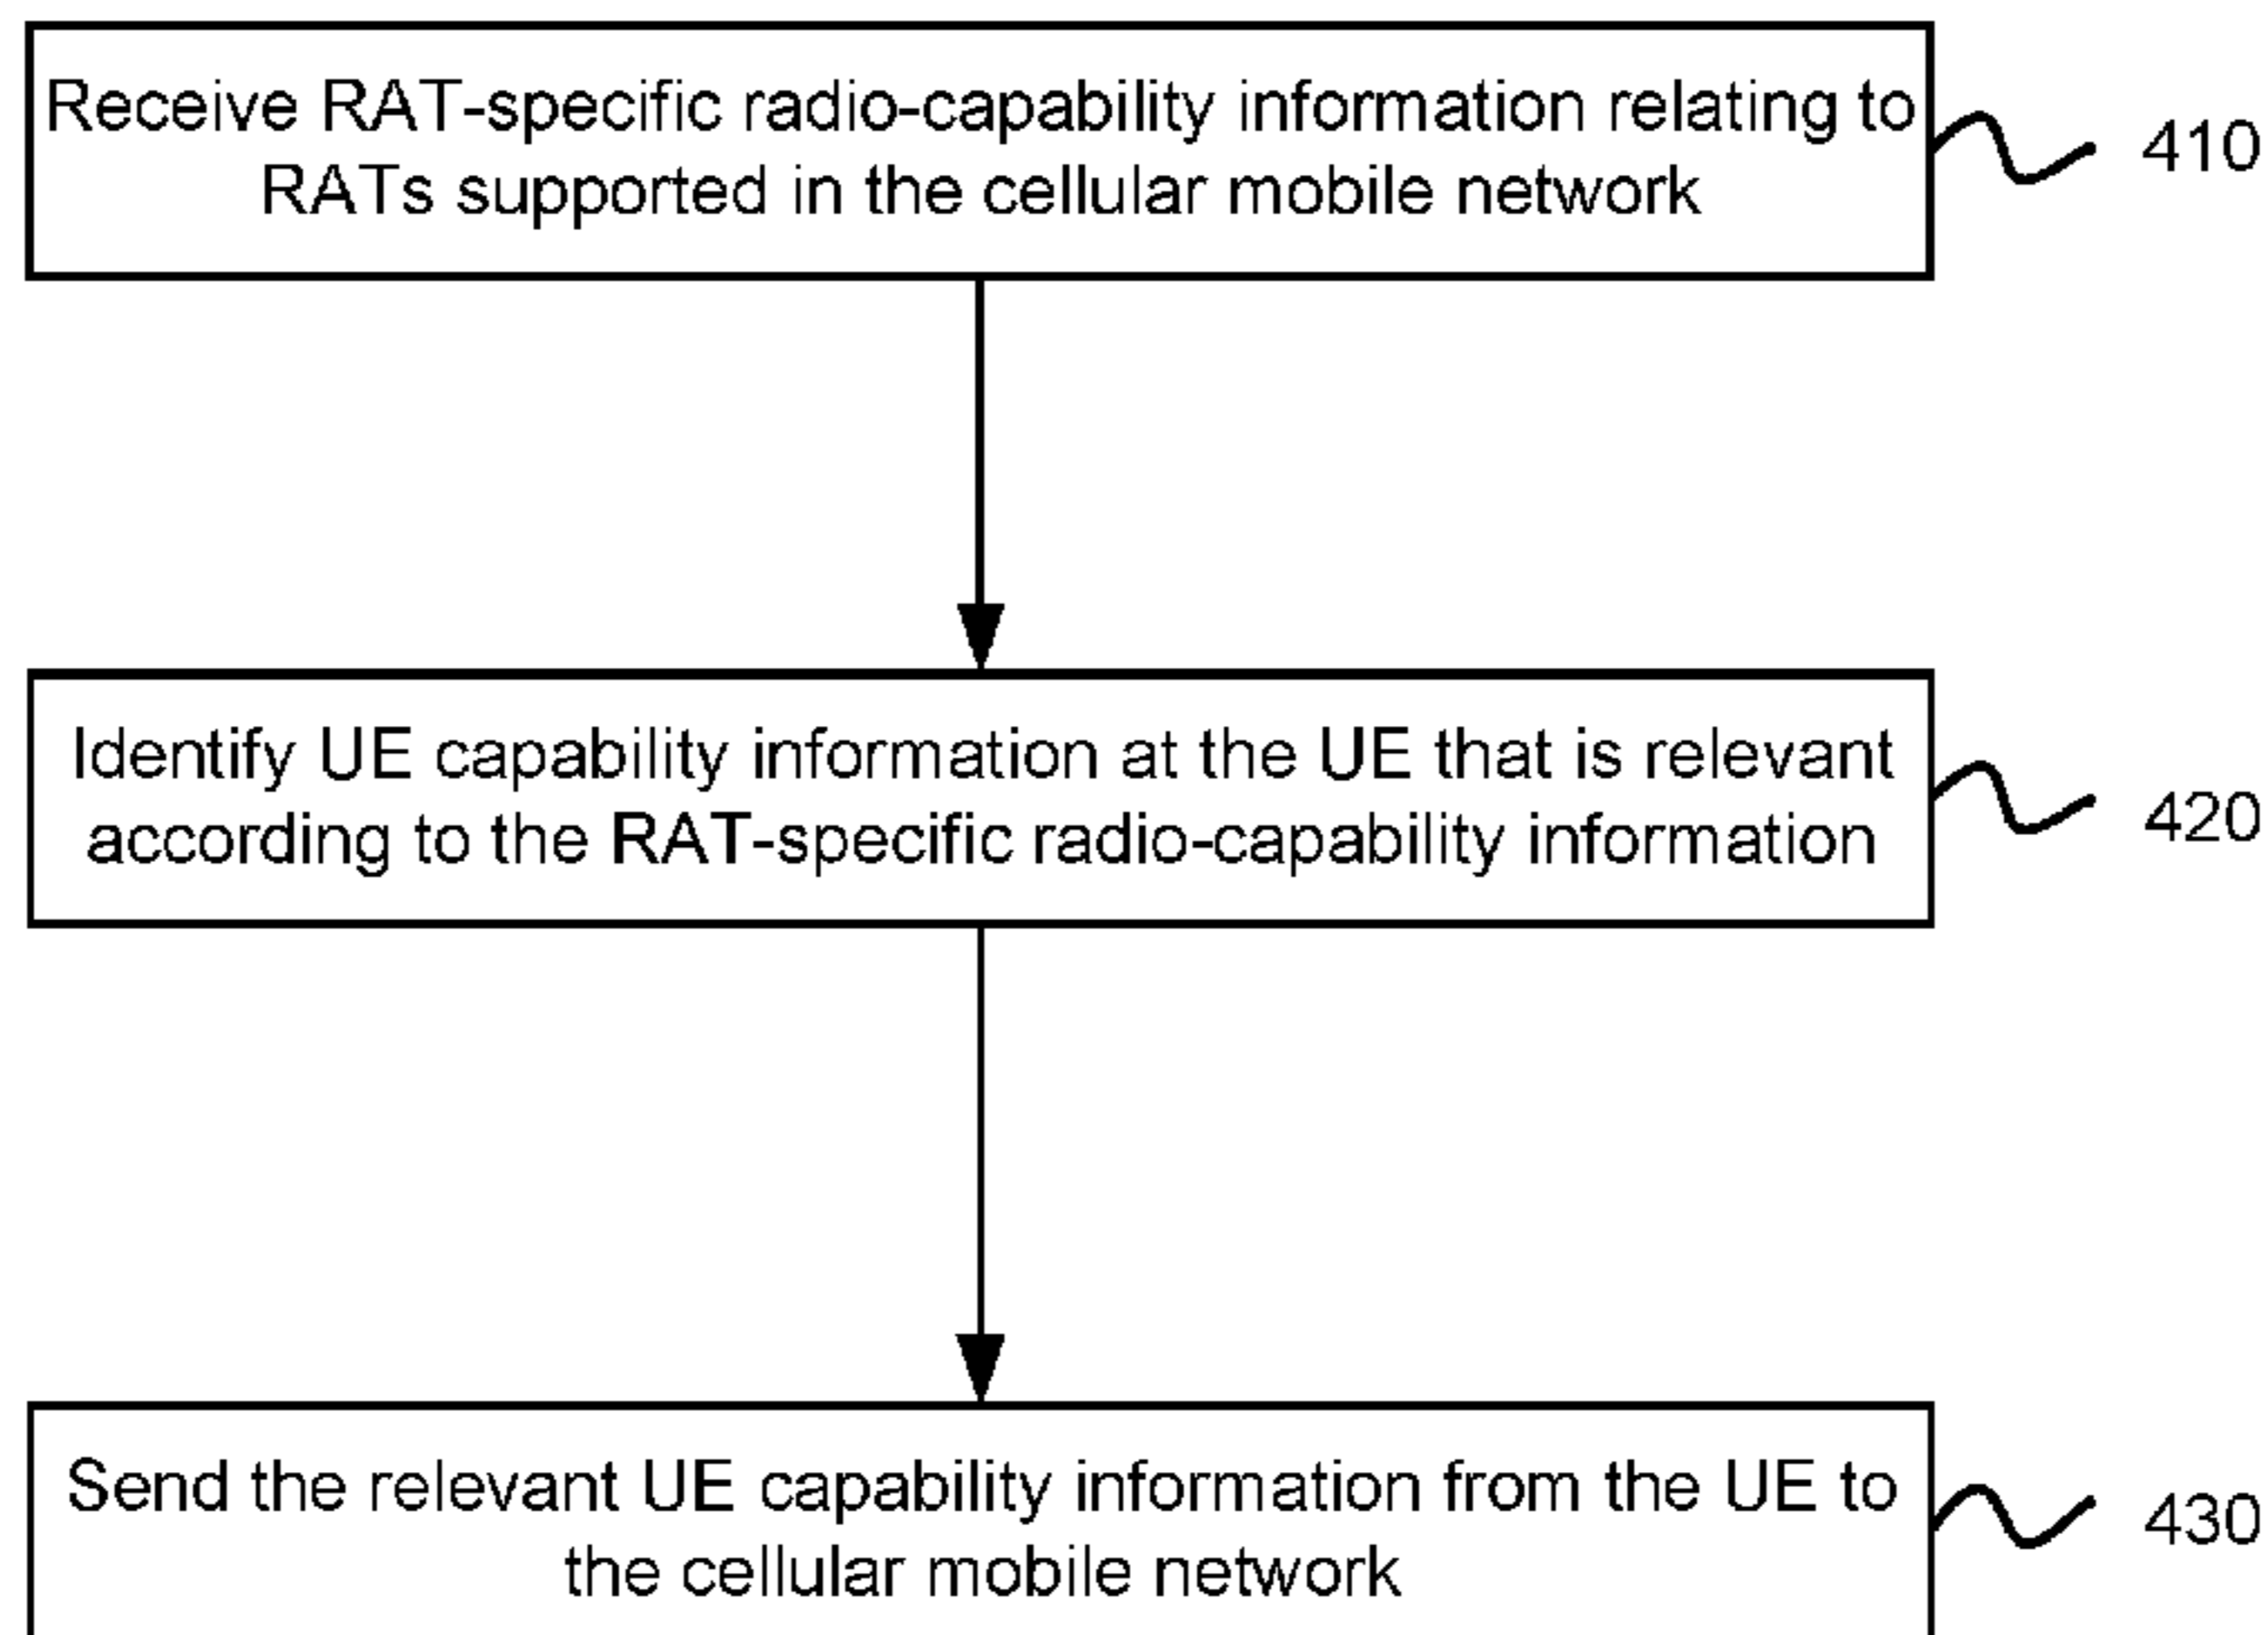 Receive RAT-specific radio-capability information relating to
RATs supported in the cellular mobile network
410
Identify UE capability information at the UE that is relevant
according to the RAT-specific radio-capability information
420
Send the relevant UE capability information from the UE to
the cellular mobile network
430